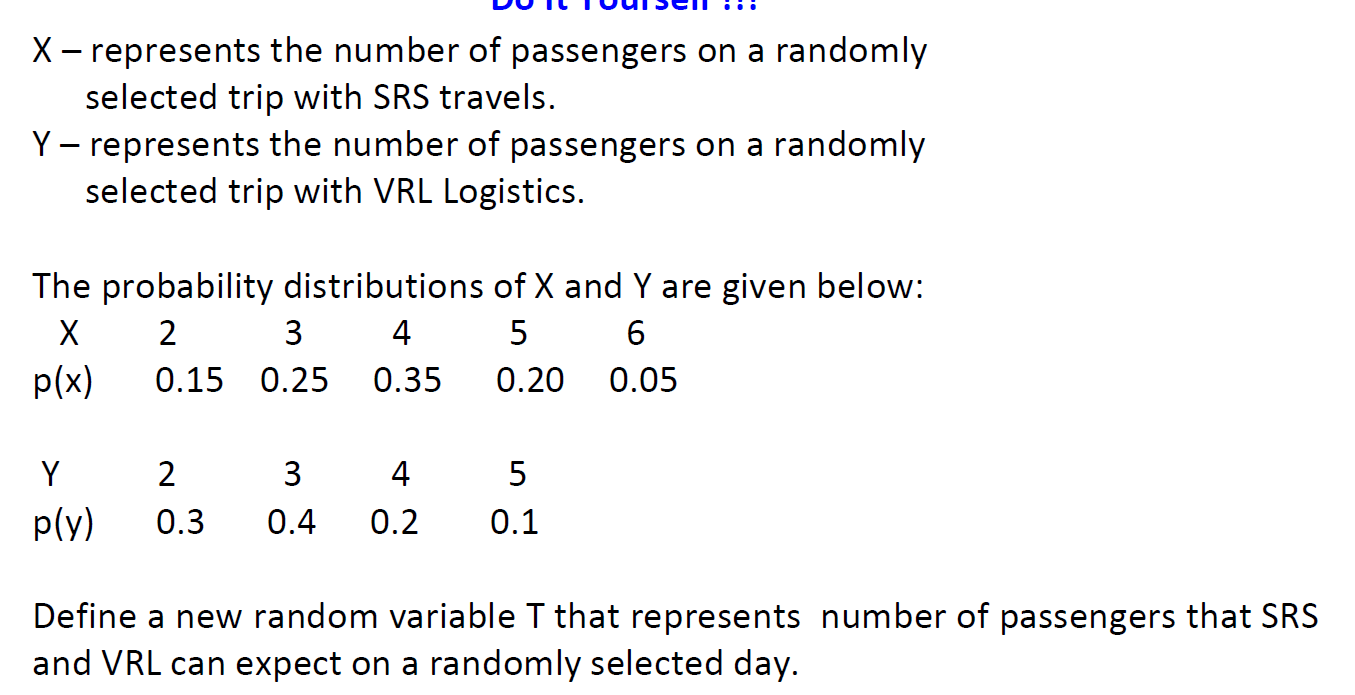 Do It Yourself !!!
X – represents the number of passengers on a randomly
selected trip with SRS travels.
Y – represents the number of passengers on a randomly
selected trip with VRL Logistics.
The probability distributions of X and Y are given below:
X 2 3 4 5 6
p(x) 0.15 0.25 0.35 0.20 0.05
Y 2 3 4 5
p(y) 0.3 0.4 0.2 0.1
Define a new random variable T that represents number of passengers that SRS
and VRL can expect on a randomly selected day.